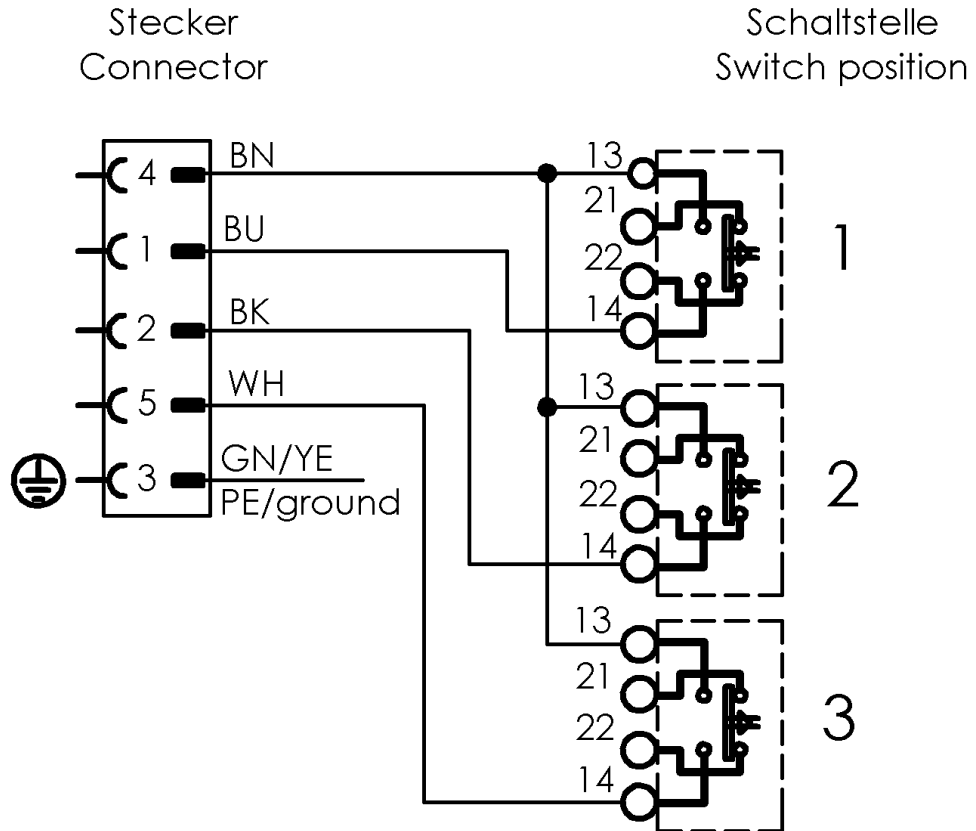 Stecker
Connector
Schaltstelle
Switch position
4
BN
1
BU
2
BK
5
WH
3
GN/YE
PE/ground
13
21
22
14
1
13
21
22
14
2
13
21
22
14
3